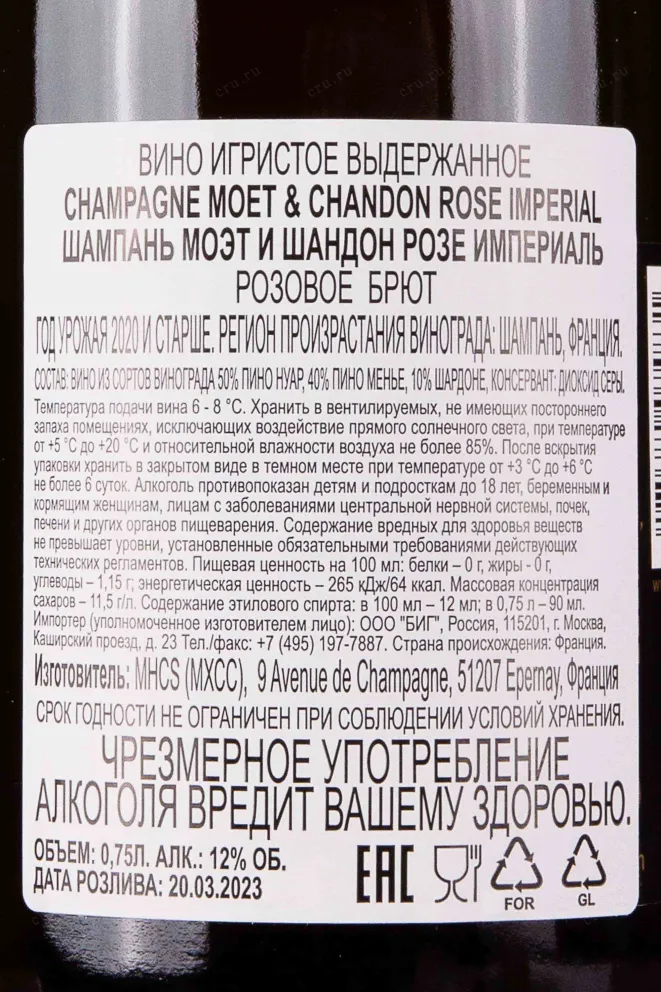 cru.ru cru.ru cru.ru
ВИНО ИГРИСТОЕ ВЫДЕРЖАННОЕ
CHAMPAGNE MOET & CHANDON ROSE IMPERIAL
ШАМПАНЬ МОЭТ И ШАНДОН РОЗЕ ИМПЕРИАЛЬ
РОЗОВОЕ БРЮТ
ГОД УРОЖАЯ 2020 И СТАРШЕ. РЕГИОН ПРОИЗРАСТАНИЯ ВИНОГРАДА: ШАМПАНЬ, ФРАНЦИЯ.
СОСТАВ: ВИНО ИЗ СОРТОВ ВИНОГРАДА 50% ПИНО НУАР, 40% ПИНО МЕНЬЕ, 10% ШАРДОНЕ, КОНСЕРВАНТ: ДИОКСИД СЕРЫ.
Температура подачи вина 6 - 8 °С. Хранить в вентилируемых, не имеющих постороннего
запаха помещениях, исключающих воздействие прямого солнечного света, при температуре
от +5 °С до +20 °С и относительной влажности воздуха не более 85%. После вскрытия
упаковки хранить в закрытом виде в темном месте при температуре от +3 °С до +6 °С
не более 6 суток. Алкоголь противопоказан детям и подросткам до 18 лет, беременным и
кормящим женщинам, лицам с заболеваниями центральной нервной системы, почек,
печени и других органов пищеварения. Содержание вредных для здоровья веществ
не превышает уровни, установленные обязательными требованиями действующих
технических регламентов. Пищевая ценность на 100 мл: белки – 0 г, жиры - 0 г,
углеводы – 1,15 г; энергетическая ценность – 265 кДж/64 ккал. Массовая концентрация
сахаров – 11,5 г/л. Содержание этилового спирта: в 100 мл – 12 мл; в 0,75 л – 90 мл.
Импортер (уполномоченное изготовителем лицо): ООО "БИГ", Россия, 115201, г. Москва,
Каширский проезд, д. 23 Тел./факс: +7 (495) 197-7887. Страна происхождения: Франция.
Изготовитель: MHCS (МХСС), 9 Avenue de Champagne, 51207 Epernay, Франция
СРОК ГОДНОСТИ НЕ ОГРАНИЧЕН ПРИ СОБЛЮДЕНИИ УСЛОВИЙ ХРАНЕНИЯ.
ЧРЕЗМЕРНОЕ УПОТРЕБЛЕНИЕ
АЛКОГОЛЯ ВРЕДИТ ВАШЕМУ ЗДОРОВЬЮ.
ОБЪЕМ: 0,75Л. АЛК.: 12% ОБ.
ДАТА РОЗЛИВА: 20.03.2023
EAC
FOR
GL